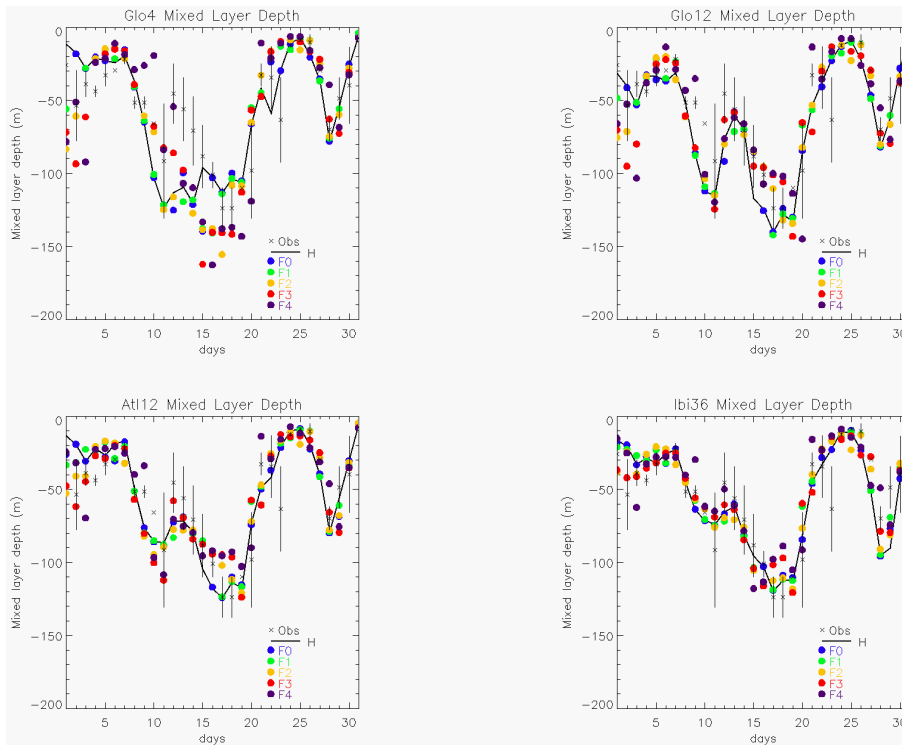 Glo4 Mixed Layer Depth
0
−50
−100
−150
−200
Mixed layer depth (m)
5 10 15 20 25 30
days
× Obs
H
F0
F1
F2
F3
F4
Glo12 Mixed Layer Depth
0
−50
−100
−150
−200
Mixed layer depth (m)
5 10 15 20 25 30
days
× Obs
H
F0
F1
F2
F3
F4
Atl12 Mixed Layer Depth
0
−50
−100
−150
−200
Mixed layer depth (m)
5 10 15 20 25 30
days
× Obs
H
F0
F1
F2
F3
F4
Ibi36 Mixed Layer Depth
0
−50
−100
−150
−200
Mixed layer depth (m)
5 10 15 20 25 30
days
× Obs
H
F0
F1
F2
F3
F4